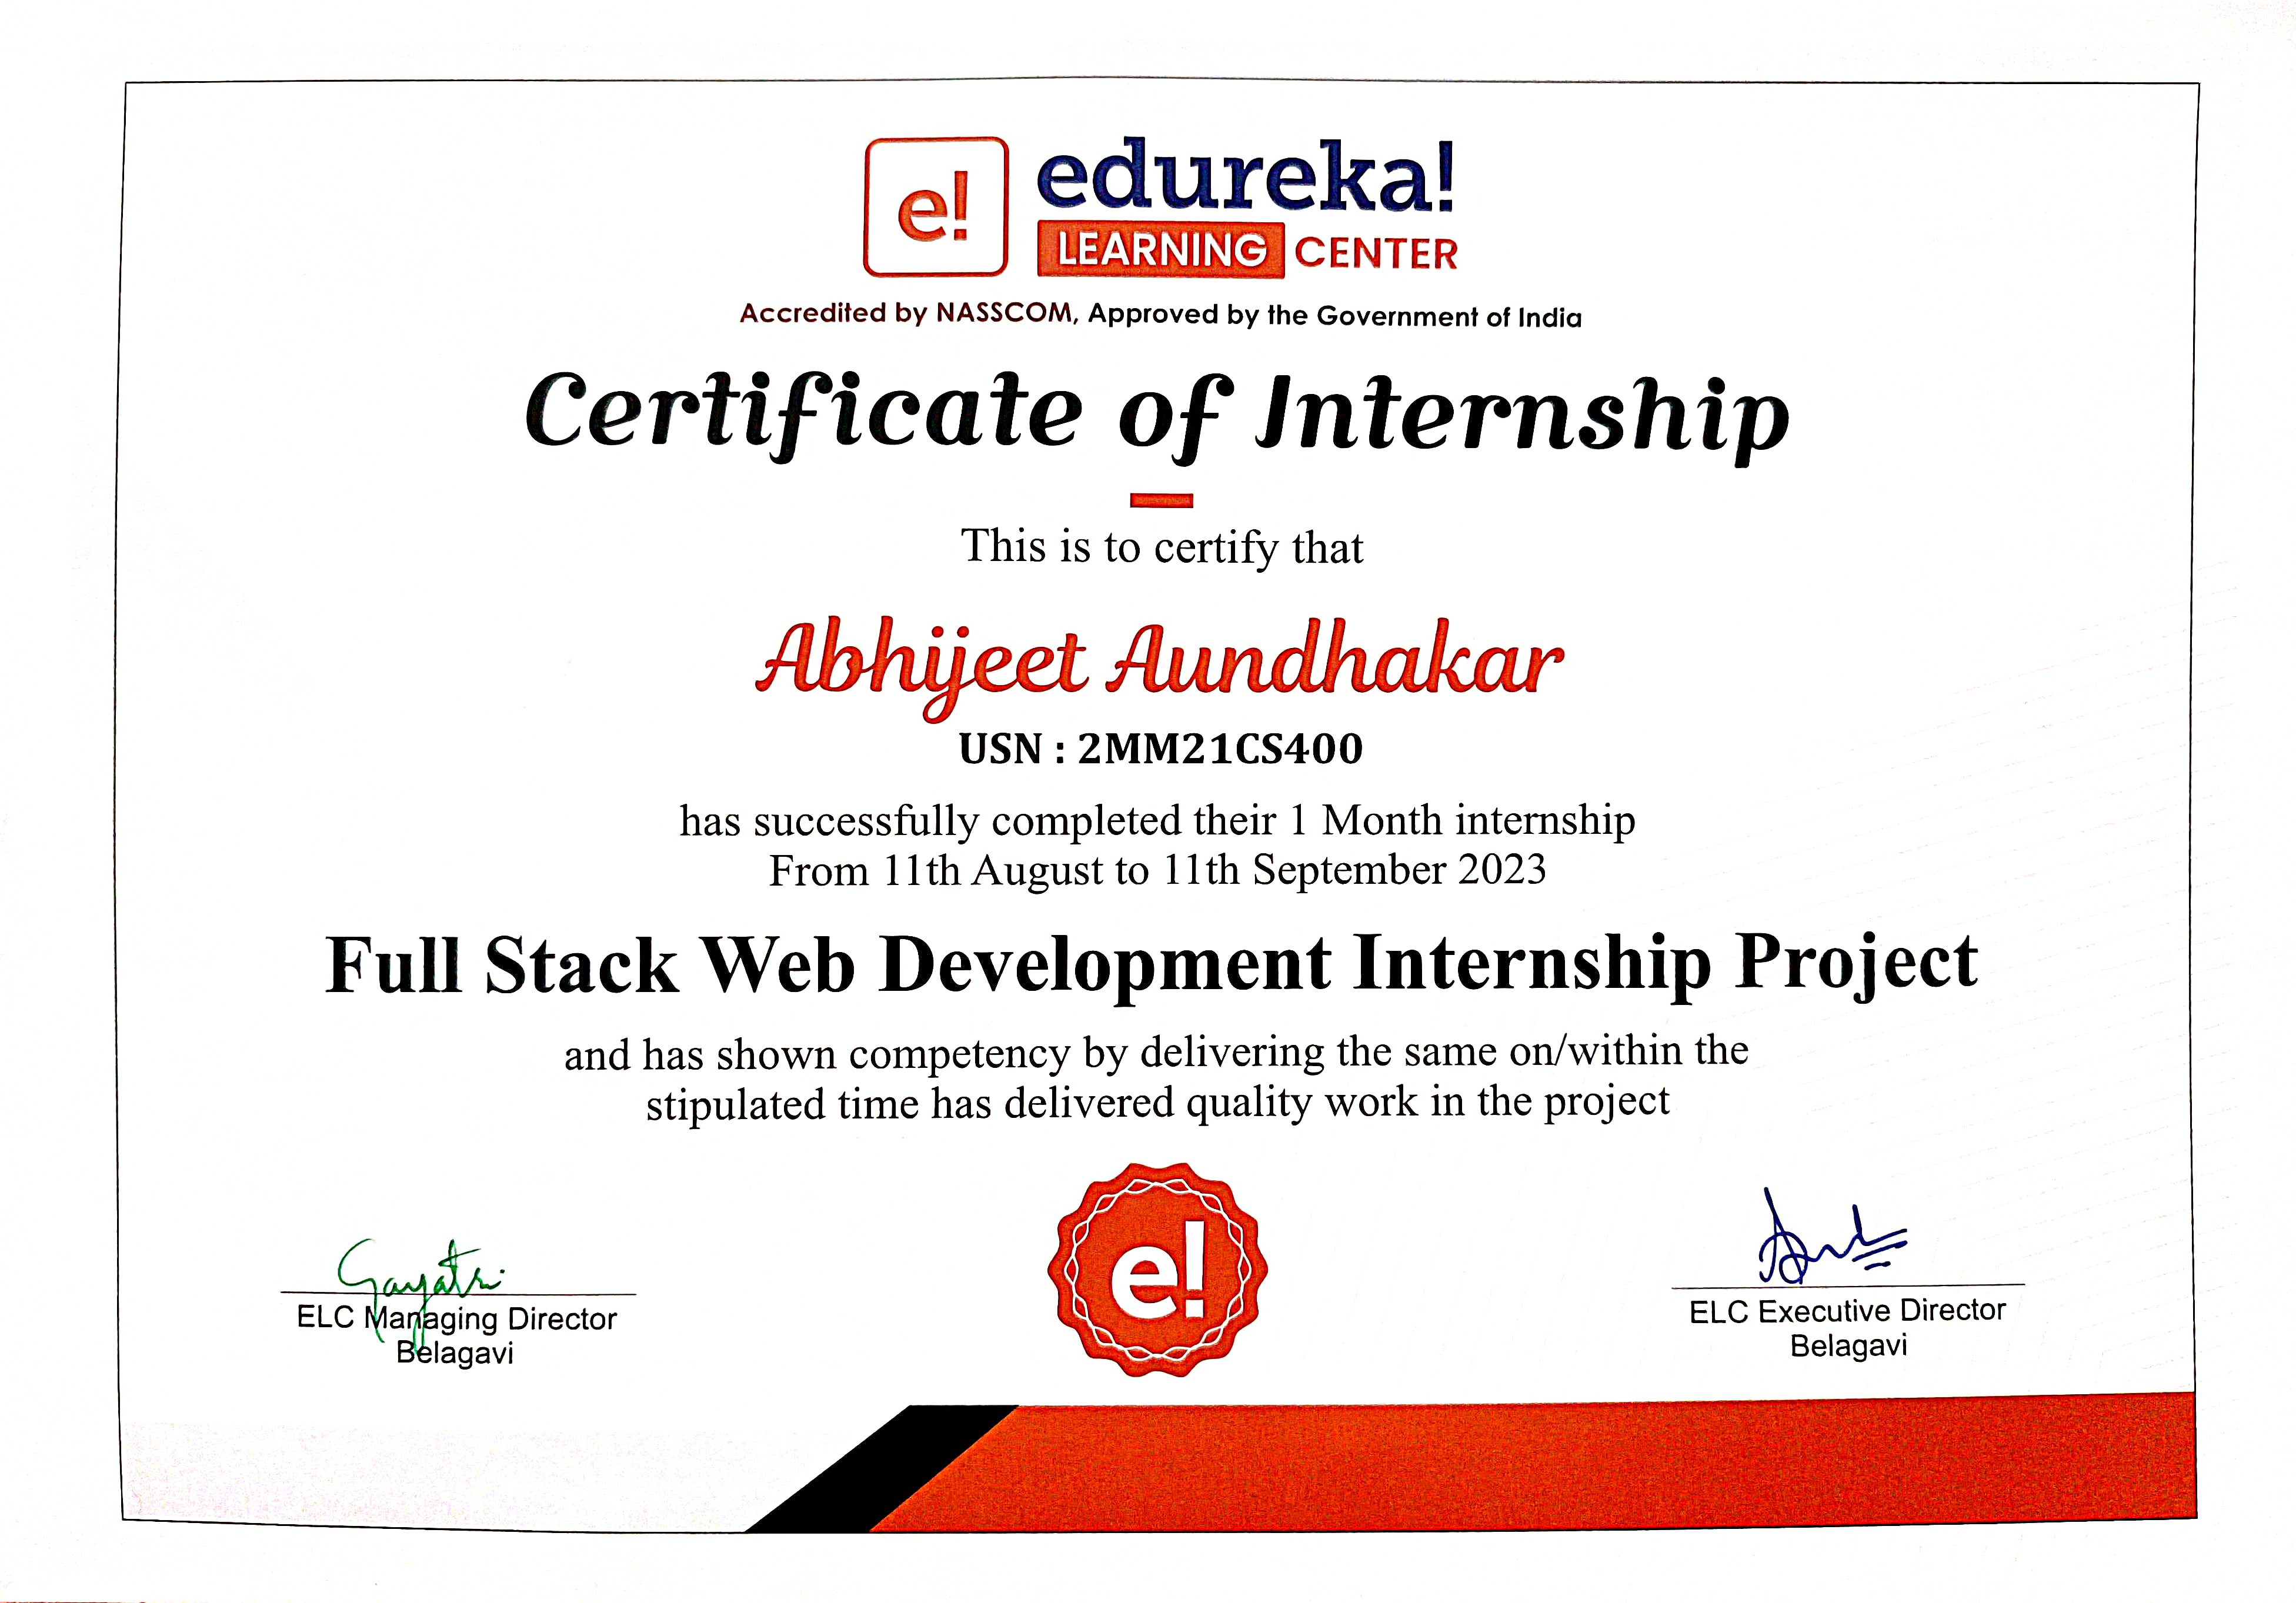 e! edureka!
LEARNING CENTER
Accredited by NASSCOM, Approved by the Government of India
Certificate of Internship
This is to certify that
Abhijeet Aundhakar
USN : 2MM21CS400
has successfully completed their 1 Month internship
From 11th August to 11th September 2023
Full Stack Web Development Internship Project
and has shown competency by delivering the same on/within the
stipulated time has delivered quality work in the project
Gayatri
ELC Managing Director
Belagavi
e!
ELC Executive Director
Belagavi